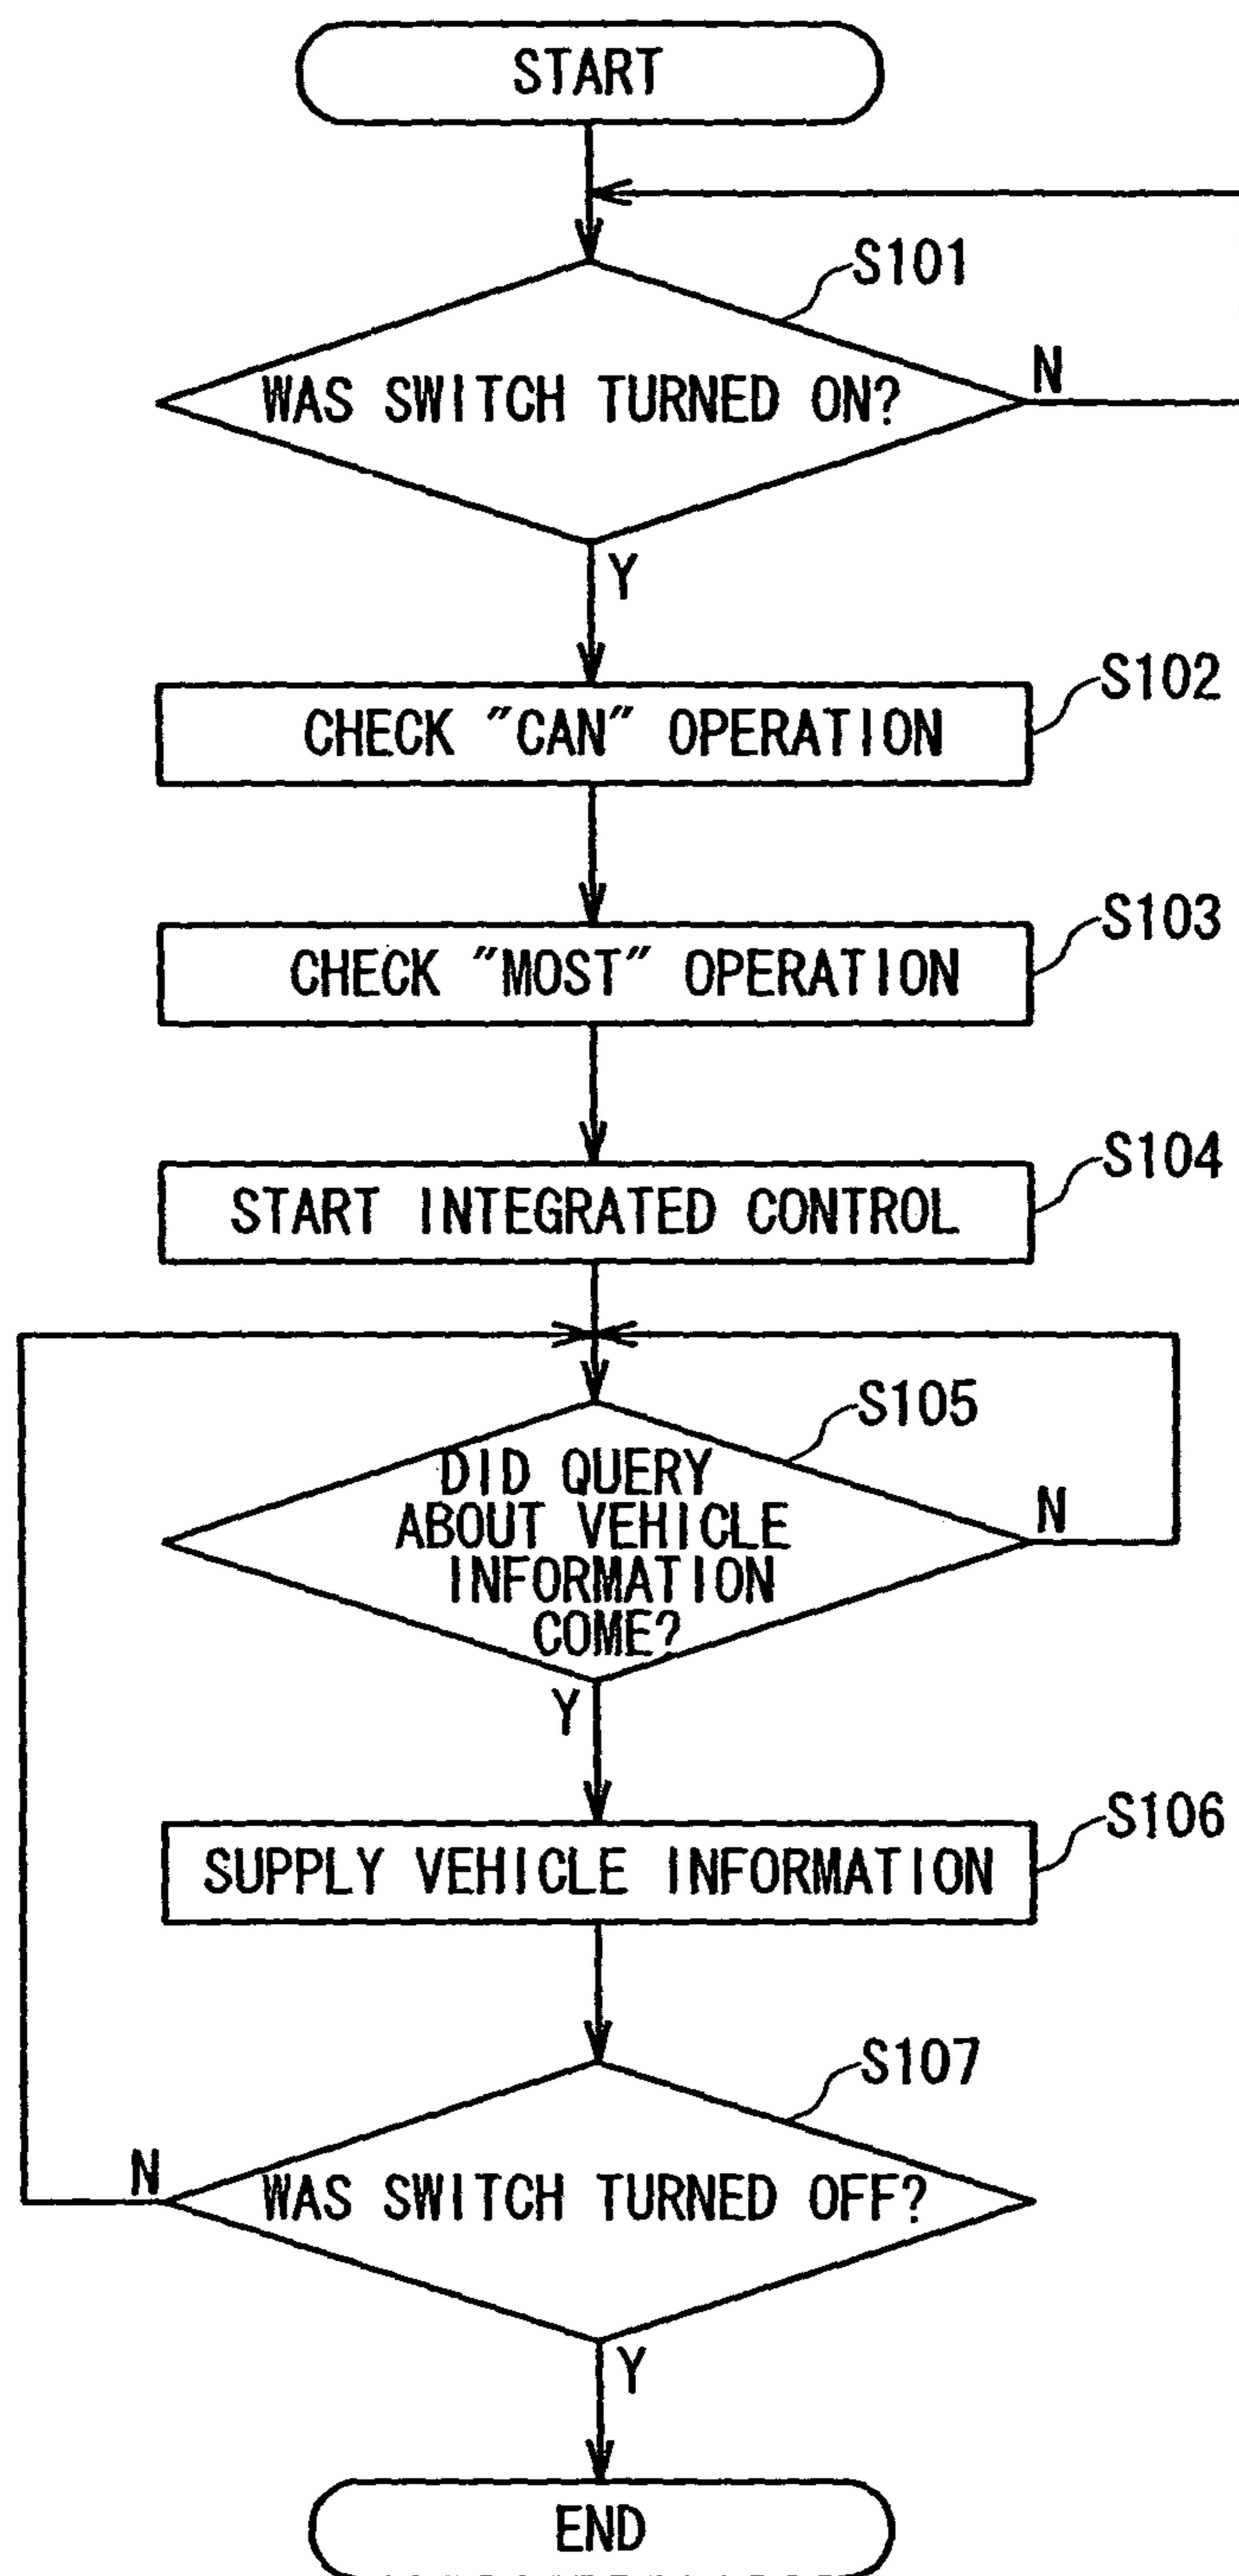 START
S101
WAS SWITCH TURNED ON?
N
Y
S102
CHECK "CAN" OPERATION
S103
CHECK "MOST" OPERATION
S104
START INTEGRATED CONTROL
S105
DID QUERY
ABOUT VEHICLE
INFORMATION
COME?
N
Y
S106
SUPPLY VEHICLE INFORMATION
S107
N
WAS SWITCH TURNED OFF?
Y
END